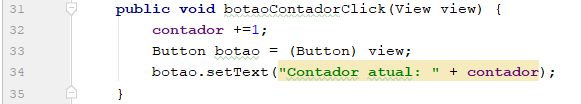 31 public void botaoContadorClick(View view) {
32 contador +=1;
33 Button botao = (Button) view;
34 botao.setText("Contador atual: " + contador);
35 }